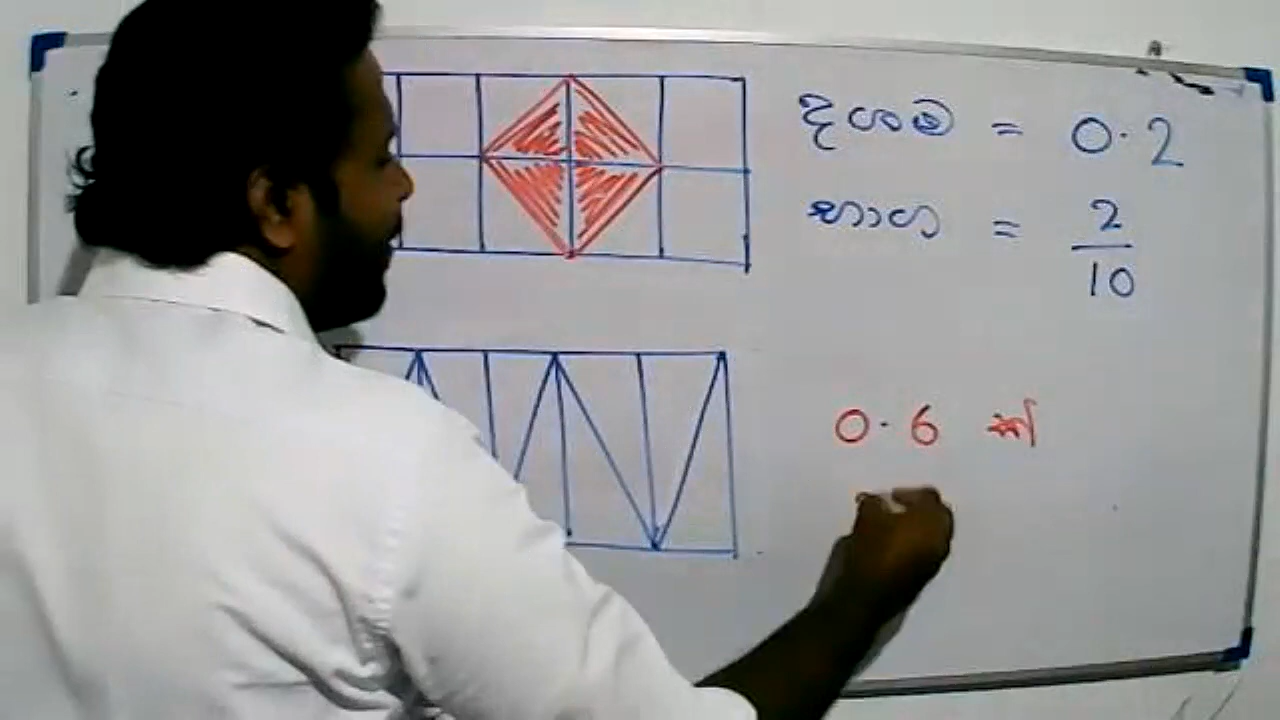 දශම = 0.2
භාග = 2/10
0.6 ක්